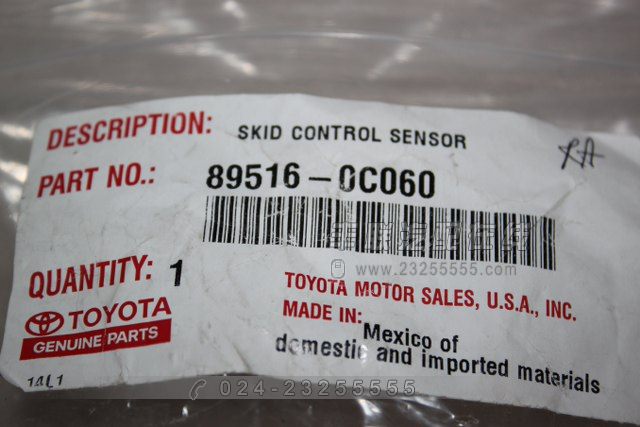 DESCRIPTION: SKID CONTROL SENSOR
RA
PART NO.: 89516-0C060
www.23255555.com
QUANTITY: 1
TOYOTA MOTOR SALES, U.S.A., INC.
TOYOTA
GENUINE PARTS
MADE IN: Mexico of
domestic and imported materials
14L1
024-23255555